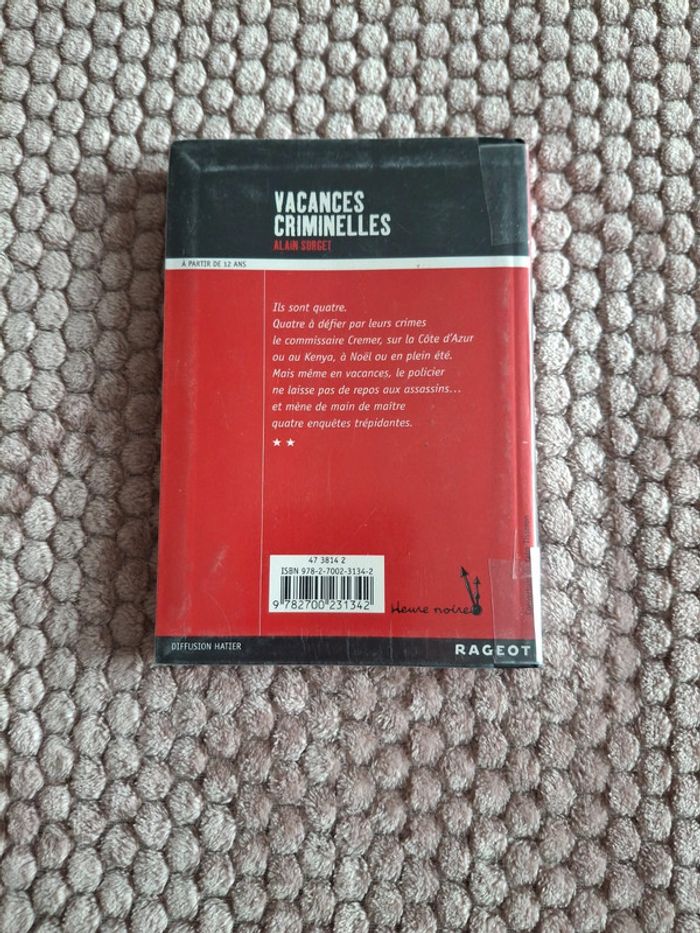 VACANCES
CRIMINELLES
ALAIN SURGET
À PARTIR DE 12 ANS
Ils sont quatre.
Quatre à défier par leurs crimes
le commissaire Cremer, sur la Côte d'Azur
ou au Kenya, à Noël ou en plein été.
Mais même en vacances, le policier
ne laisse pas de repos aux assassins...
et mène de main de maître
quatre enquêtes trépidantes.
47 3814 2
ISBN 978-2-7002-3134-2
9 782700 231342
Heure noire
DIFFUSION HATIER
RAGEOT